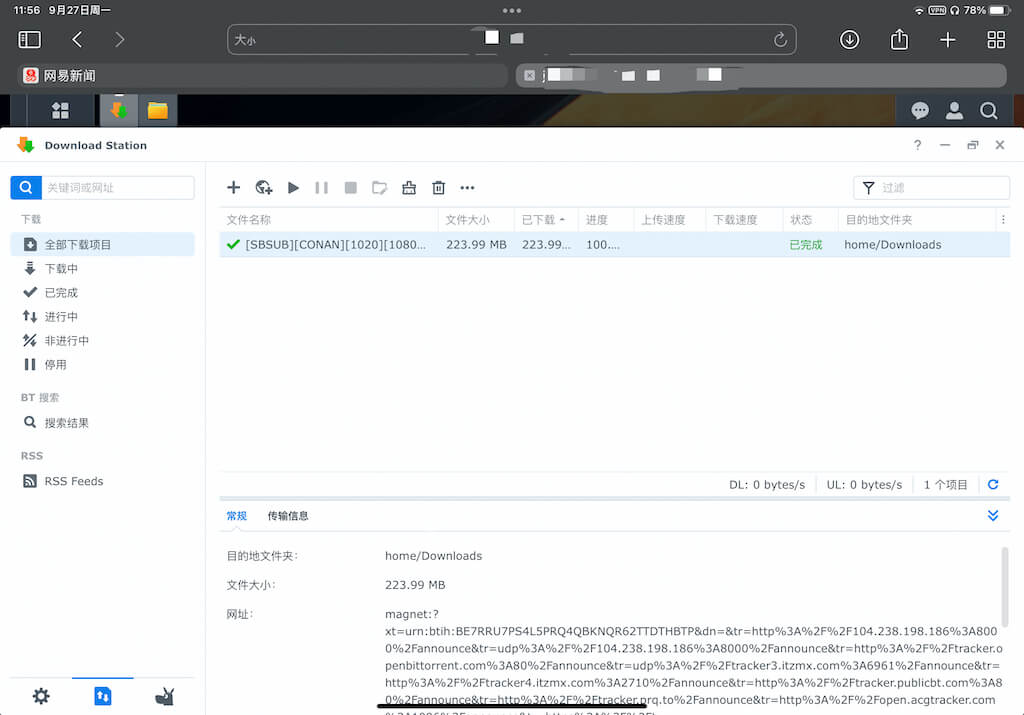 11:56 9月27日周一
VPN 78%
大小
网易新闻
Download Station
关键词或网址
过滤
下载
全部下载项目
下载中
已完成
进行中
非进行中
停用
BT 搜索
搜索结果
RSS
RSS Feeds
文件名称 文件大小 已下载 进度 上传速度 下载速度 状态 目的地文件夹
[SBSUB][CONAN][1020][1080... 223.99 MB 223.99... 100.... 已完成 home/Downloads
DL: 0 bytes/s UL: 0 bytes/s 1 个项目
常规 传输信息
目的地文件夹: home/Downloads
文件大小: 223.99 MB
网址: magnet:?
xt=urn:btih:BE7RRU7PS4L5PRQ4QBKNQR62TTDTHBTP&dn=&tr=http%3A%2F%2F104.238.198.186%3A800
0%2Fannounce&tr=udp%3A%2F%2F104.238.198.186%3A8000%2Fannounce&tr=http%3A%2F%2Ftracker.o
penbittorrent.com%3A80%2Fannounce&tr=udp%3A%2F%2Ftracker3.itzmx.com%3A6961%2Fannounce&tr=
http%3A%2F%2Ftracker4.itzmx.com%3A2710%2Fannounce&tr=http%3A%2F%2Ftracker.publicbt.com%3A8
0%2Fannounce&tr=http%3A%2F%2Ftracker.prq.to%2Fannounce&tr=http%3A%2F%2Fopen.acgtracker.com